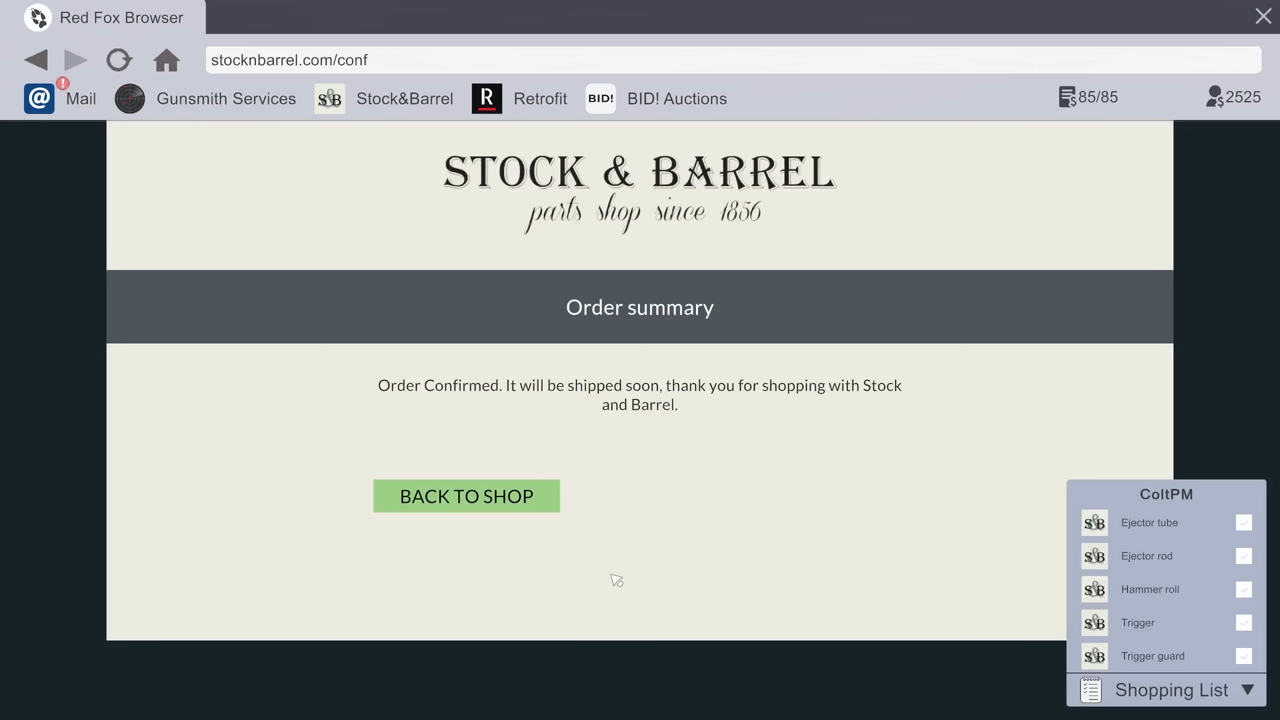 Red Fox Browser
stocknbarrel.com/conf
@ ! Mail
Gunsmith Services
S&B Stock&Barrel
R Retrofit
BID! BID! Auctions
85/85
2525
STOCK & BARREL
parts shop since 1856
Order summary
Order Confirmed. It will be shipped soon, thank you for shopping with Stock
and Barrel.
BACK TO SHOP
ColtPM
S&B Ejector tube
S&B Ejector rod
S&B Hammer roll
S&B Trigger
S&B Trigger guard
Shopping List